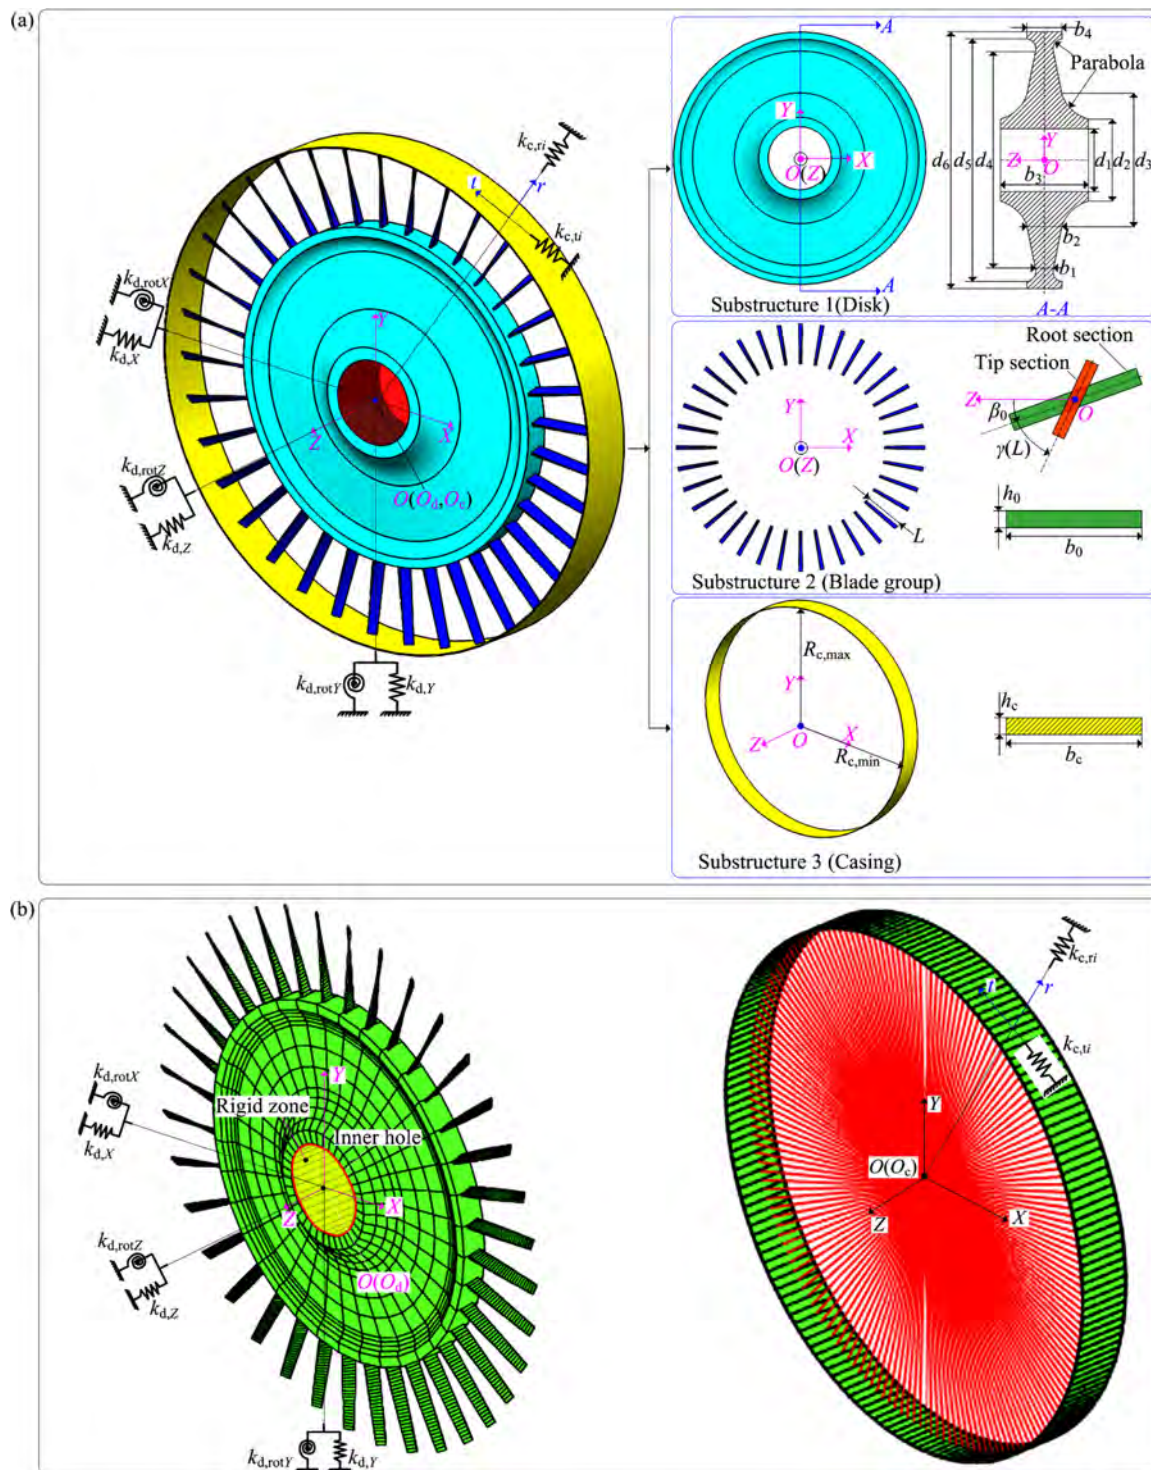 (a)
k_c,ri
t
r
k_c,ti
k_d,rotX
k_d,X
Y
X
Z
k_d,rotZ
k_d,Z
O(O_d,O_c)
k_d,rotY
k_d,Y
A
Y
X
O(Z)
A
Substructure 1(Disk)
b_4
Parabola
Y
Z
O
d_6 d_5 d_4
b_3
d_1 d_2 d_3
b_2
b_1
A-A
Y
X
O(Z)
L
Substructure 2 (Blade group)
Root section
Tip section
Z
O
β_0
γ(L)
h_0
b_0
R_c,max
Y
X
Z
O
R_c,min
Substructure 3 (Casing)
h_c
b_c
(b)
k_d,rotX
k_d,X
Y
Rigid zone
Inner hole
X
Z
k_d,rotZ
k_d,Z
O(O_d)
k_d,rotY
k_d,Y
k_c,ri
t
r
k_c,ti
Y
O(O_c)
Z
X